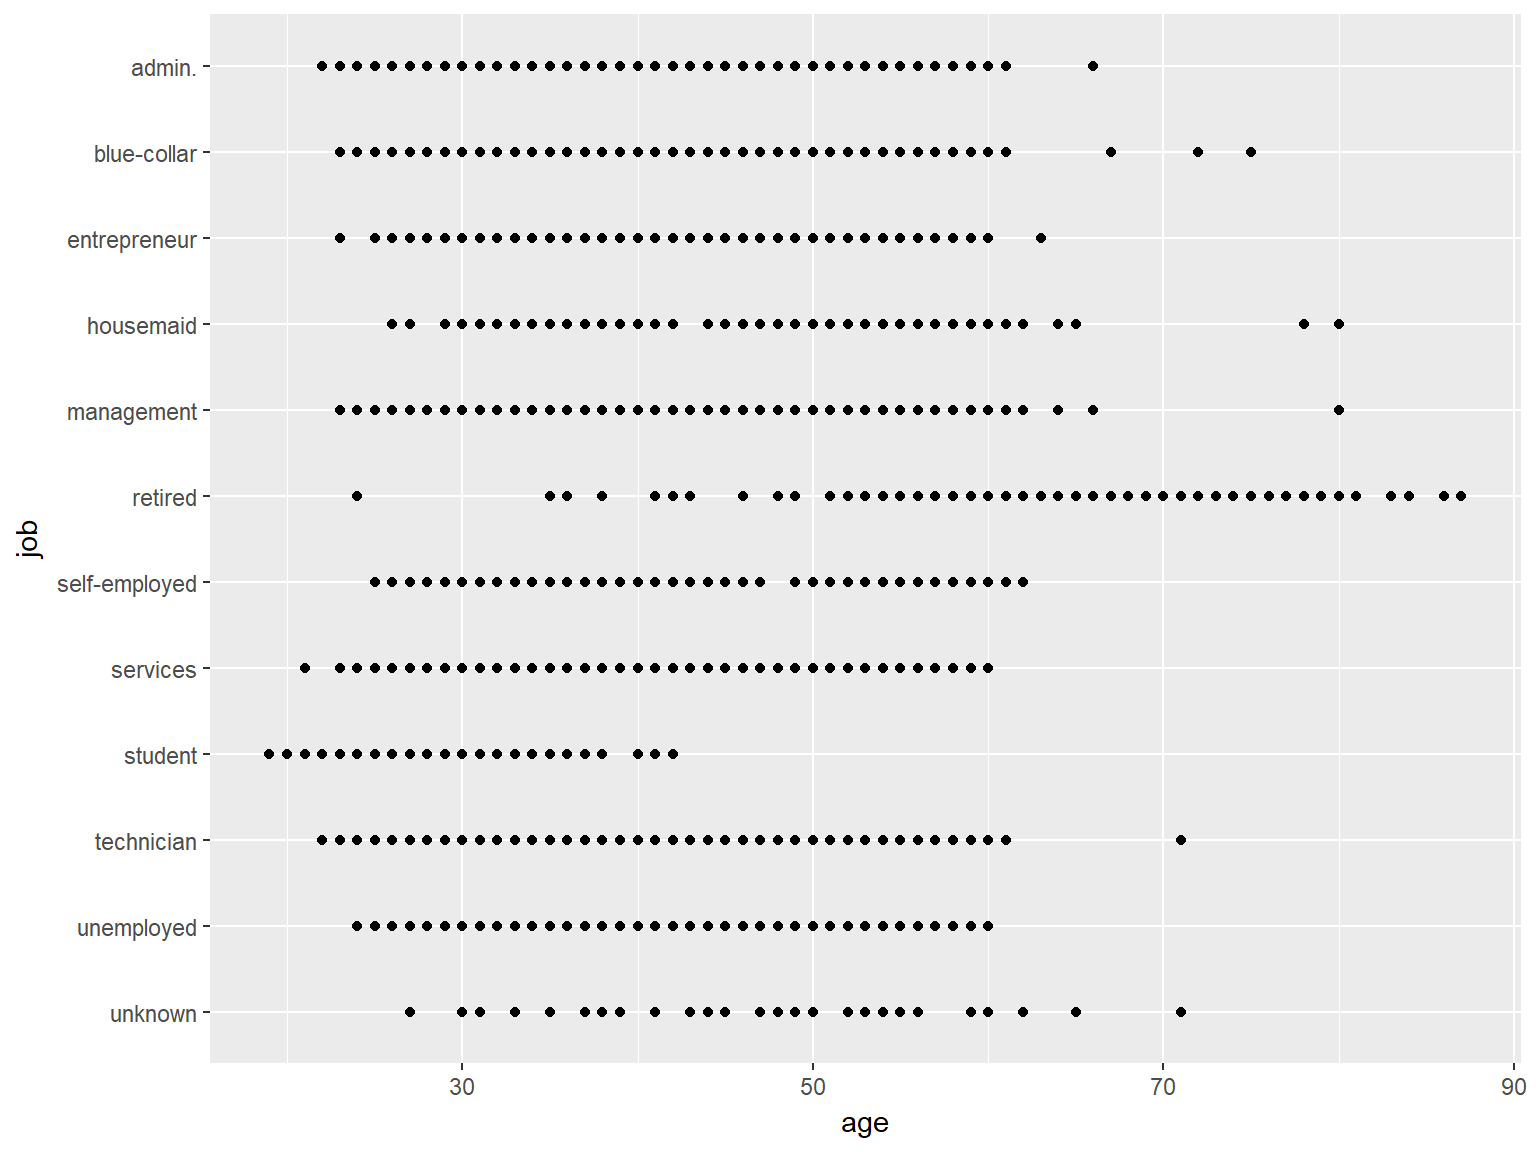 admin.
blue-collar
entrepreneur
housemaid
management
retired
self-employed
services
student
technician
unemployed
unknown
job
30 50 70 90
age